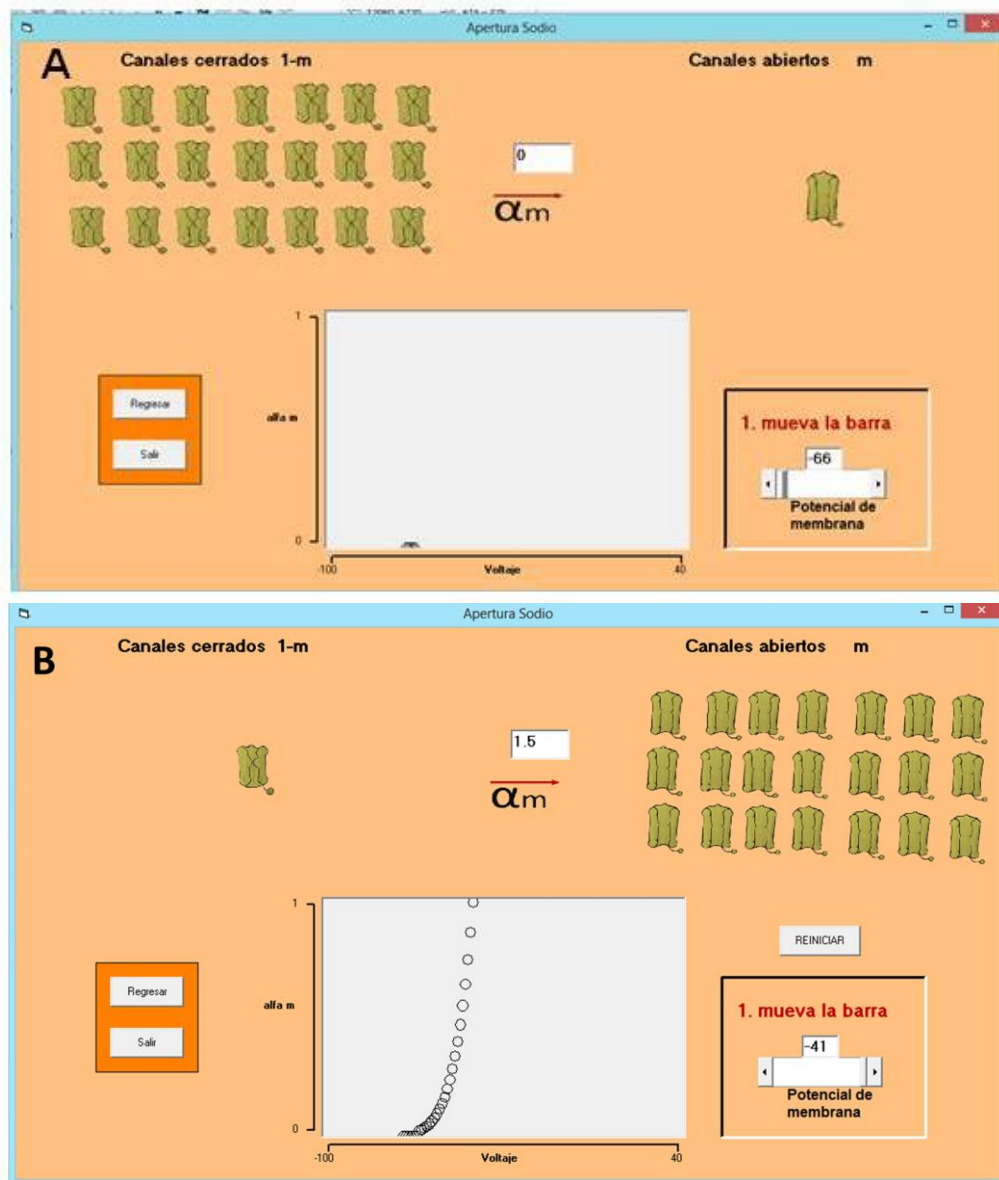 Apertura Sodio
A
Canales cerrados 1-m
Canales abiertos m
0
αm
1
alfa m
0
-100
Voltaje
40
Regresar
Salir
1. mueva la barra
-66
Potencial de
membrana
Apertura Sodio
B
Canales cerrados 1-m
Canales abiertos m
1.5
αm
1
alfa m
0
-100
Voltaje
40
Regresar
Salir
REINICIAR
1. mueva la barra
-41
Potencial de
membrana